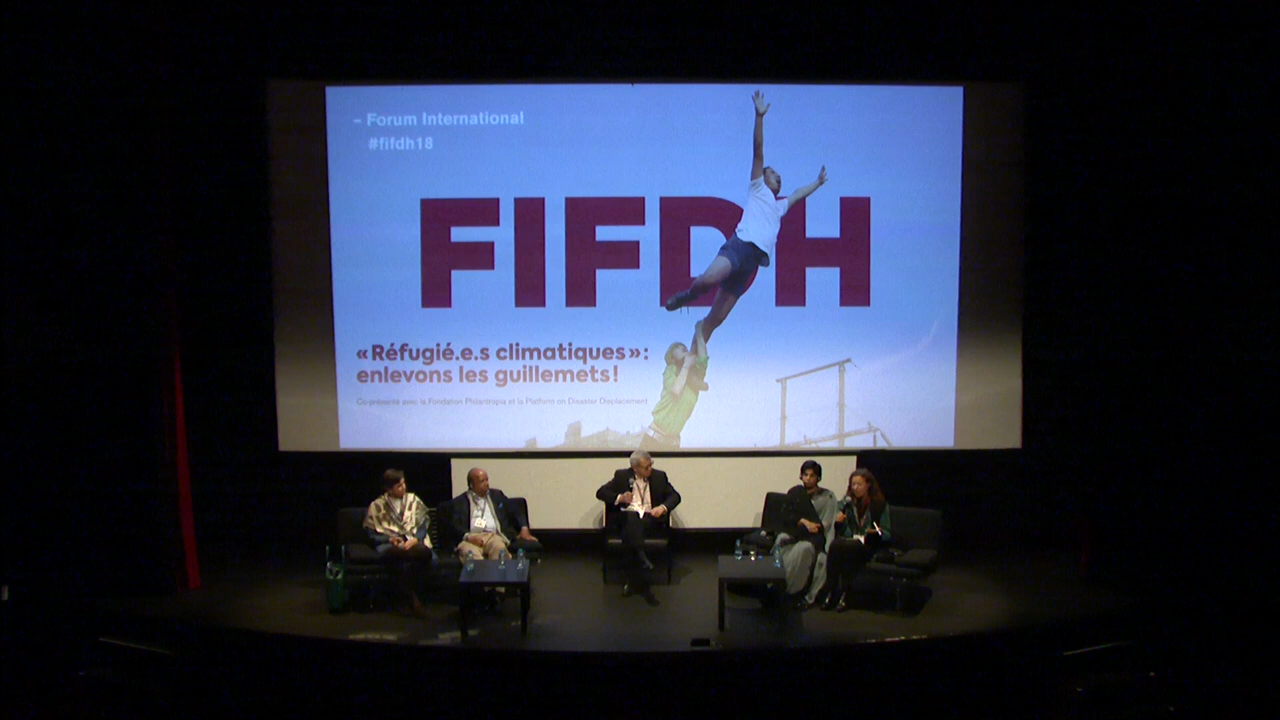 – Forum International
#fifdh18
FIFDH
« Réfugié.e.s climatiques » :
enlevons les guillemets !
Co-présenté avec la Fondation Philantropia et la Platform on Disaster Displacement